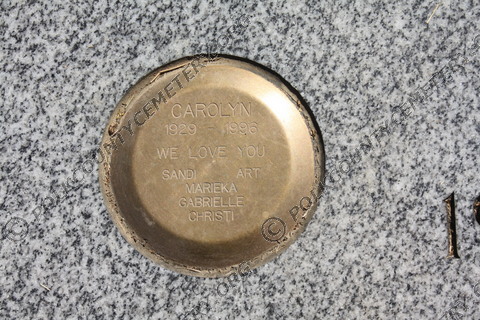 CAROLYN
1929 - 1996
WE LOVE YOU
SANDI ART
MARIEKA
GABRIELLE
CHRISTI